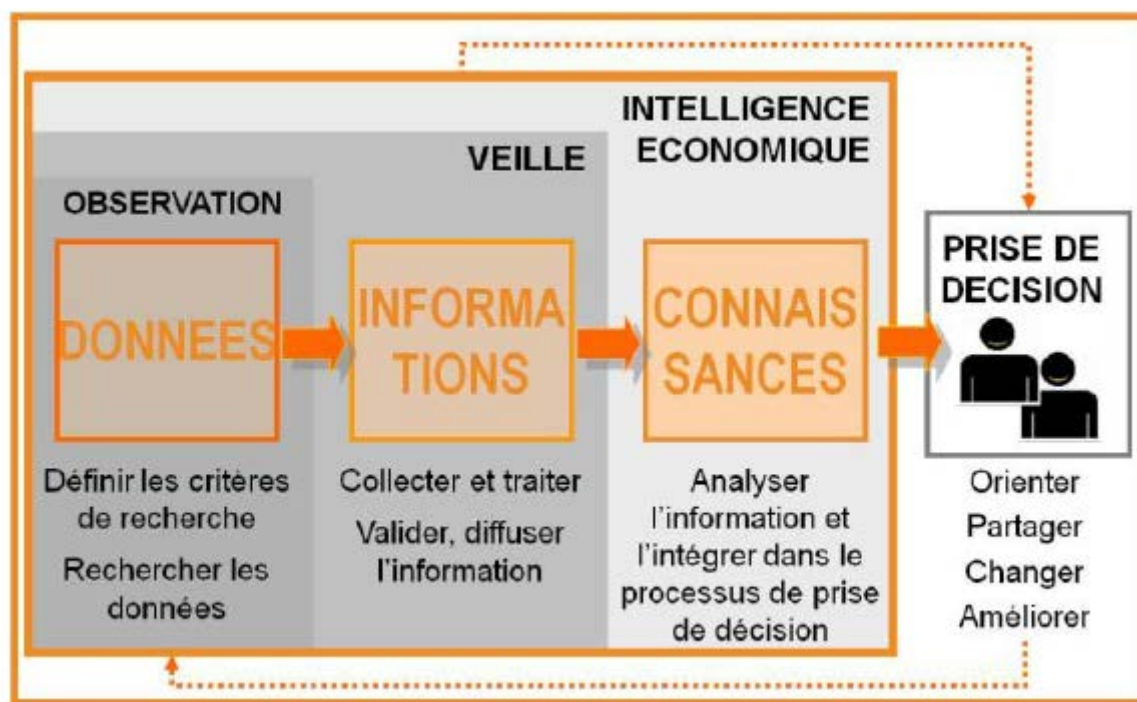 INTELLIGENCE
ECONOMIQUE
VEILLE
OBSERVATION
DONNEES
Définir les critères
de recherche
Rechercher les
données
INFORMA
TIONS
Collecter et traiter
Valider, diffuser
l'information
CONNAIS
SANCES
Analyser
l'information et
l'intégrer dans le
processus de prise
de décision
PRISE DE
DECISION
Orienter
Partager
Changer
Améliorer